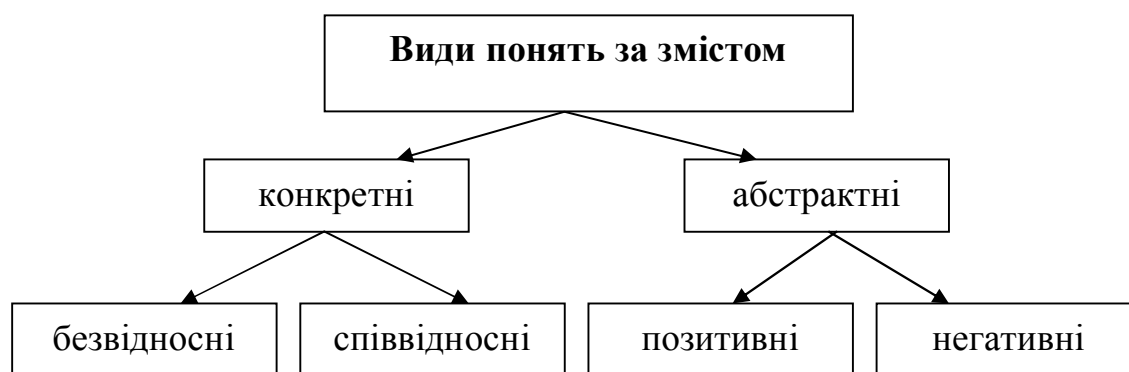 Види понять за змістом
конкретні
абстрактні
безвідносні
співвідносні
позитивні
негативні